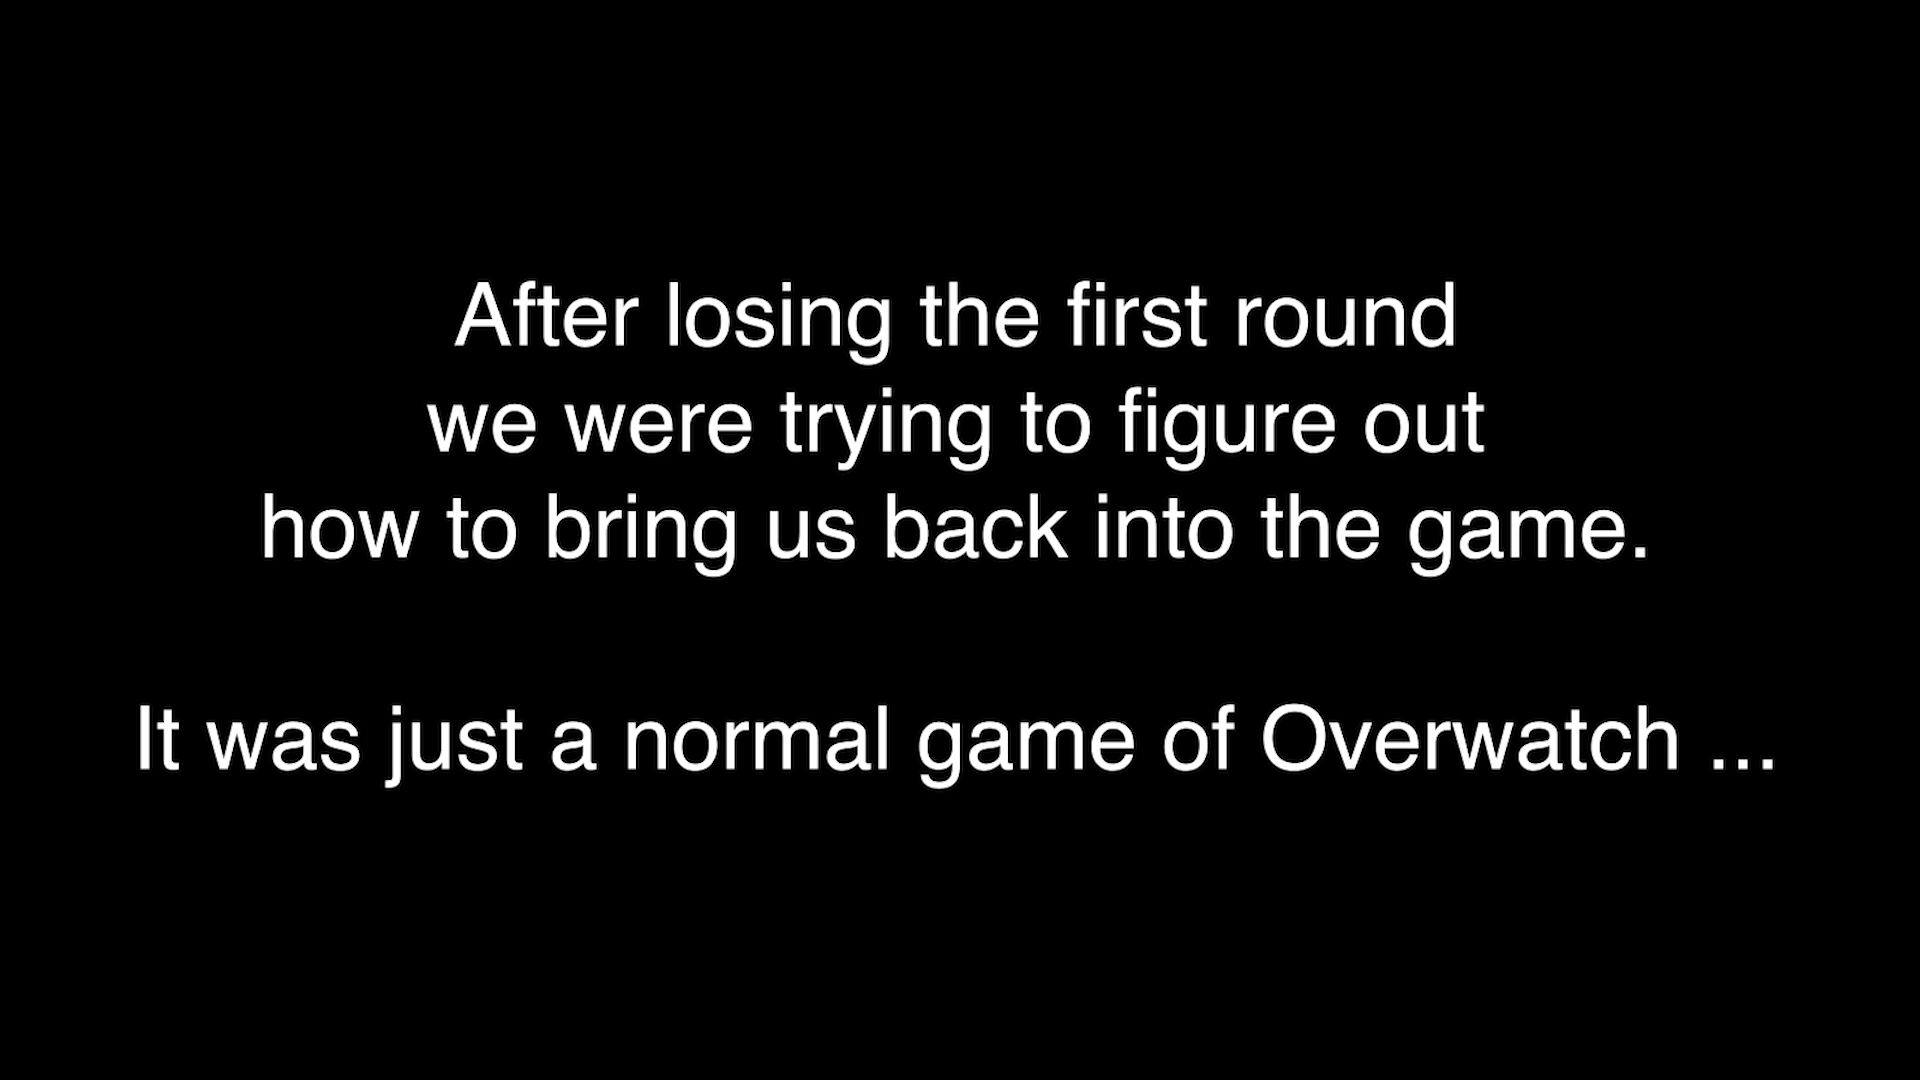 After losing the first round
we were trying to figure out
how to bring us back into the game.
It was just a normal game of Overwatch ...